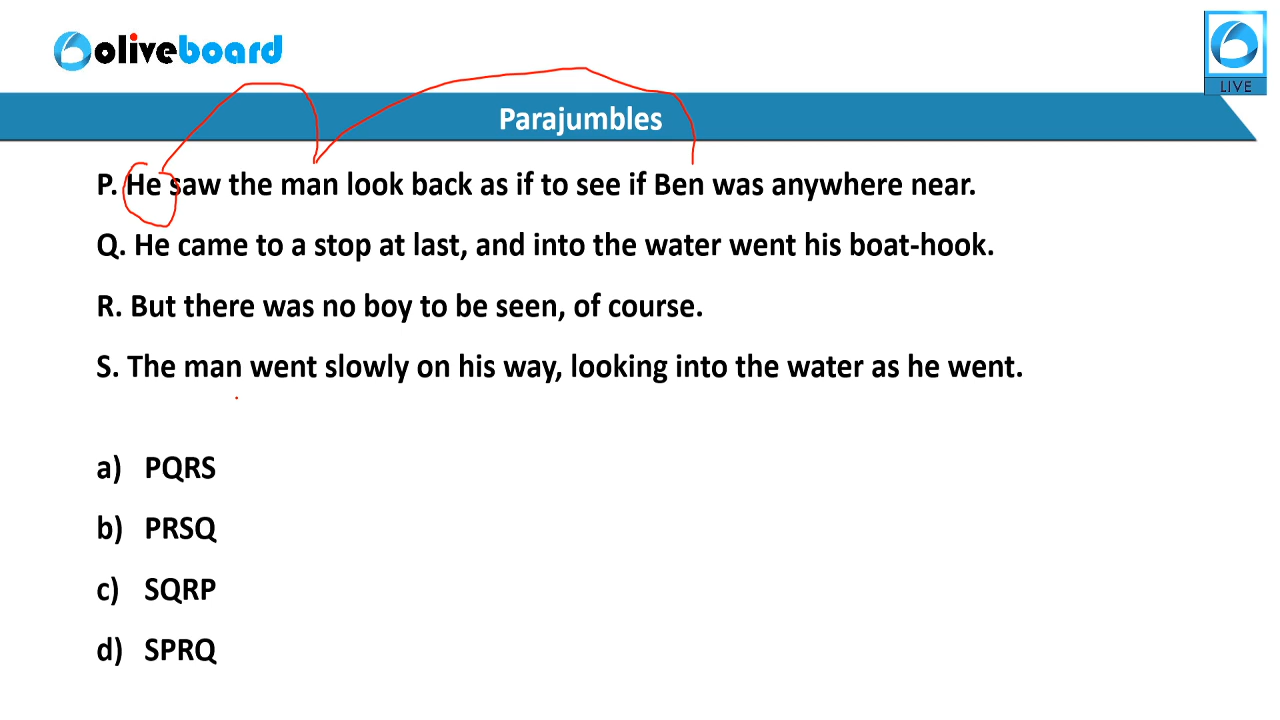 oliveboard
LIVE
Parajumbles
P. He saw the man look back as if to see if Ben was anywhere near.
Q. He came to a stop at last, and into the water went his boat-hook.
R. But there was no boy to be seen, of course.
S. The man went slowly on his way, looking into the water as he went.
a) PQRS
b) PRSQ
c) SQRP
d) SPRQ